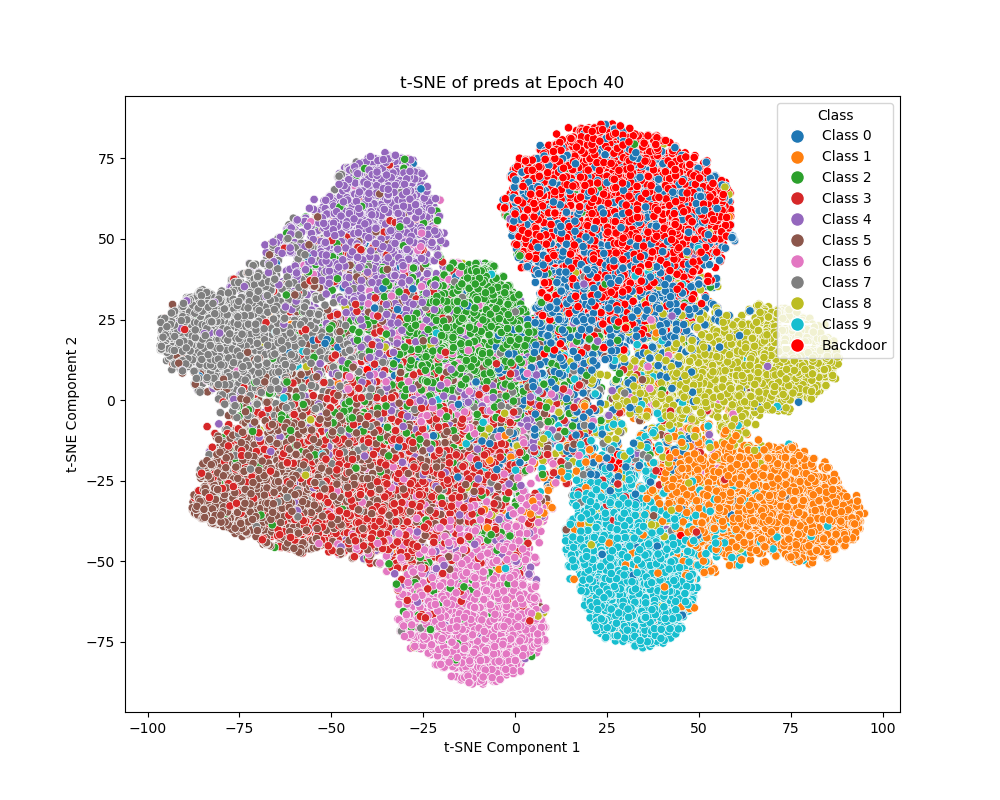 t-SNE of preds at Epoch 40
Class
Class 0
Class 1
Class 2
Class 3
Class 4
Class 5
Class 6
Class 7
Class 8
Class 9
Backdoor
75
50
25
0
−25
−50
−75
t-SNE Component 2
−100
−75
−50
−25
0
25
50
75
100
t-SNE Component 1